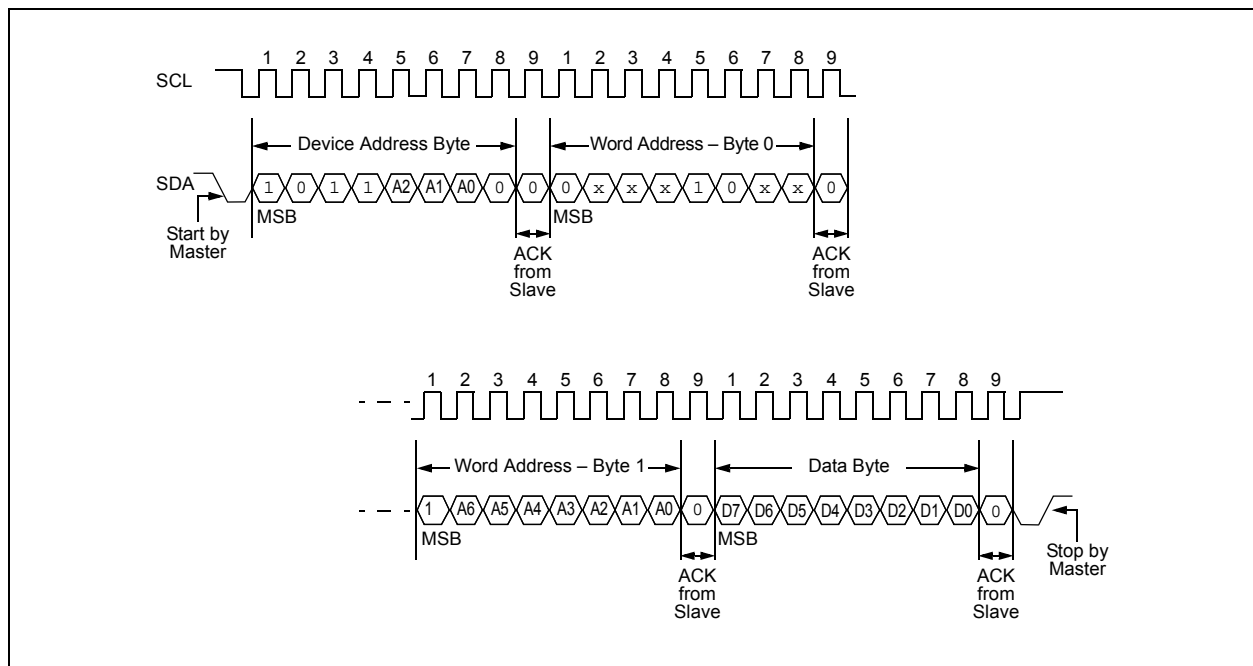 1 2 3 4 5 6 7 8 9 1 2 3 4 5 6 7 8 9
SCL
Device Address Byte Word Address – Byte 0
SDA 1 0 1 1 A2 A1 A0 0 0 0 x x x 1 0 x x 0
MSB MSB
Start by
Master
ACK
from
Slave
ACK
from
Slave
1 2 3 4 5 6 7 8 9 1 2 3 4 5 6 7 8 9
Word Address – Byte 1 Data Byte
1 A6 A5 A4 A3 A2 A1 A0 0 D7 D6 D5 D4 D3 D2 D1 D0 0
MSB MSB
Stop by
Master
ACK
from
Slave
ACK
from
Slave